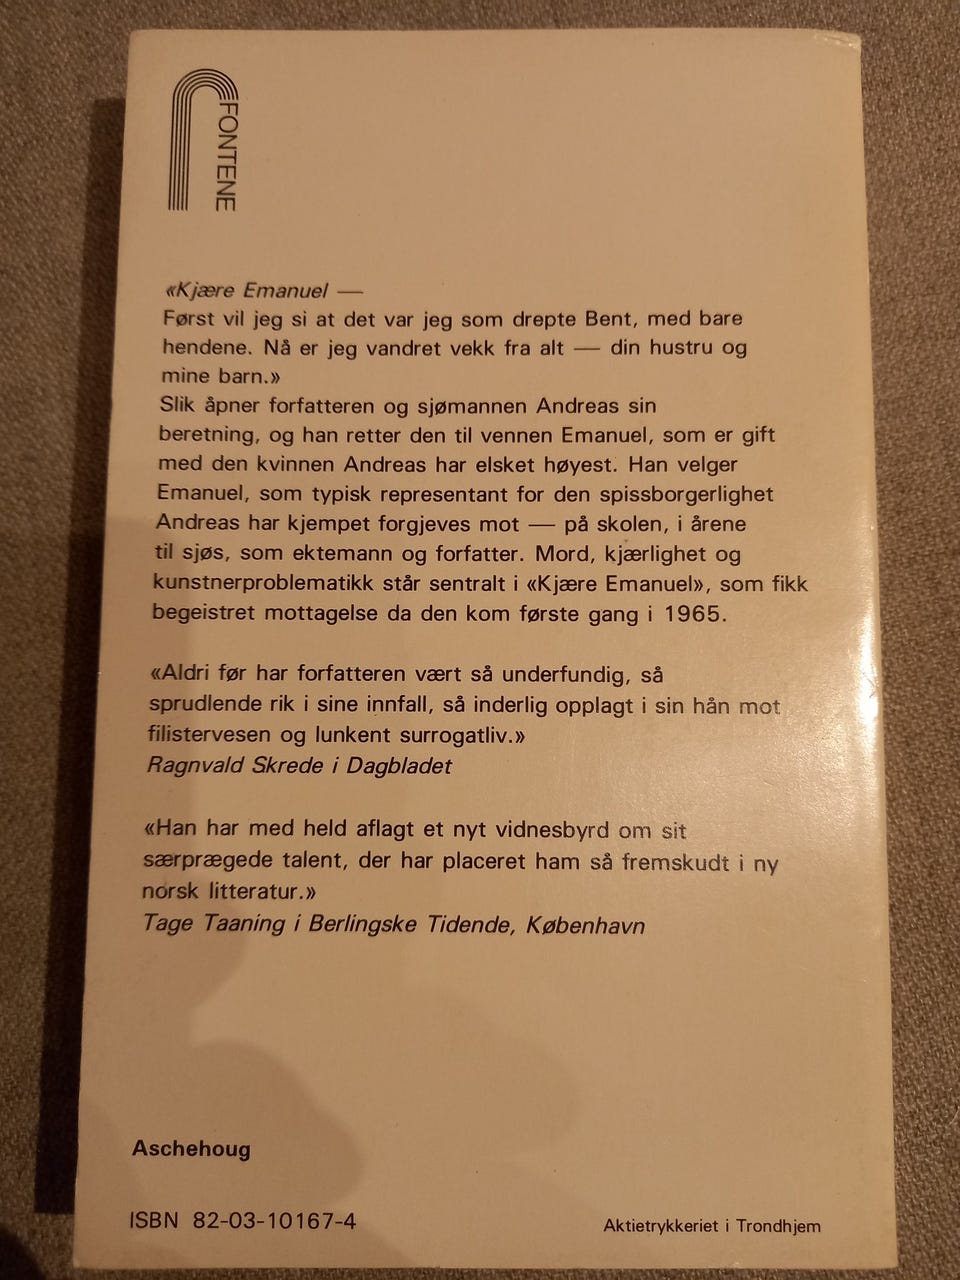 FONTENE
«Kjære Emanuel —
Først vil jeg si at det var jeg som drepte Bent, med bare
hendene. Nå er jeg vandret vekk fra alt — din hustru og
mine barn.»
Slik åpner forfatteren og sjømannen Andreas sin
beretning, og han retter den til vennen Emanuel, som er gift
med den kvinnen Andreas har elsket høyest. Han velger
Emanuel, som typisk representant for den spissborgerlighet
Andreas har kjempet forgjeves mot — på skolen, i årene
til sjøs, som ektemann og forfatter. Mord, kjærlighet og
kunstnerproblematikk står sentralt i «Kjære Emanuel», som fikk
begeistret mottagelse da den kom første gang i 1965.
«Aldri før har forfatteren vært så underfundig, så
sprudlende rik i sine innfall, så inderlig opplagt i sin hån mot
filistervesen og lunkent surrogatliv.»
Ragnvald Skrede i Dagbladet
«Han har med held aflagt et nyt vidnesbyrd om sit
særprægede talent, der har placeret ham så fremskudt i ny
norsk litteratur.»
Tage Taaning i Berlingske Tidende, København
Aschehoug
ISBN 82-03-10167-4
Aktietrykkeriet i Trondhjem